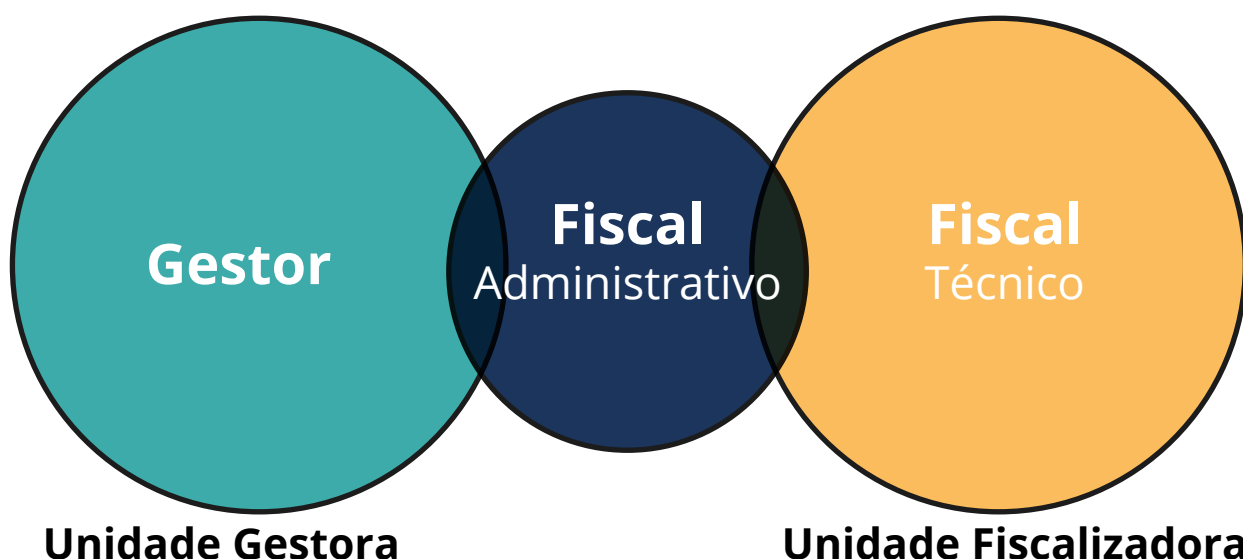 Gestor
Fiscal
Administrativo
Fiscal
Técnico
Unidade Gestora
Unidade Fiscalizadora